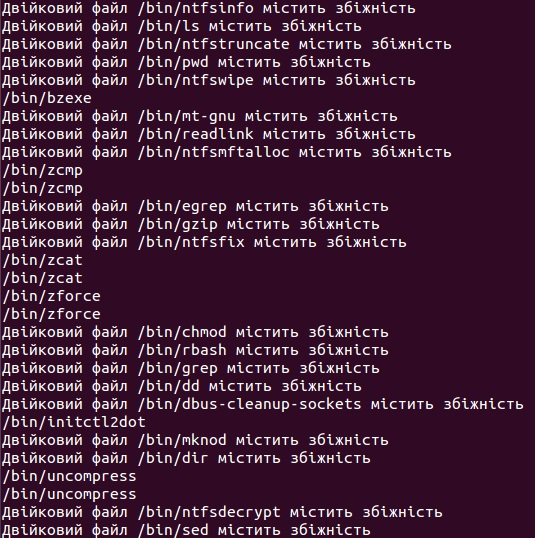 Двійковий файл /bin/ntfsinfo містить збіжність
Двійковий файл /bin/ls містить збіжність
Двійковий файл /bin/ntfstruncate містить збіжність
Двійковий файл /bin/pwd містить збіжність
Двійковий файл /bin/ntfswipe містить збіжність
/bin/bzexe
Двійковий файл /bin/mt-gnu містить збіжність
Двійковий файл /bin/readlink містить збіжність
Двійковий файл /bin/ntfsmftalloc містить збіжність
/bin/zcmp
/bin/zcmp
Двійковий файл /bin/egrep містить збіжність
Двійковий файл /bin/gzip містить збіжність
Двійковий файл /bin/ntfsfix містить збіжність
/bin/zcat
/bin/zcat
/bin/zforce
/bin/zforce
Двійковий файл /bin/chmod містить збіжність
Двійковий файл /bin/rbash містить збіжність
Двійковий файл /bin/grep містить збіжність
Двійковий файл /bin/dd містить збіжність
Двійковий файл /bin/dbus-cleanup-sockets містить збіжність
/bin/initctl2dot
Двійковий файл /bin/mknod містить збіжність
Двійковий файл /bin/dir містить збіжність
/bin/uncompress
/bin/uncompress
Двійковий файл /bin/ntfsdecrypt містить збіжність
Двійковий файл /bin/sed містить збіжність